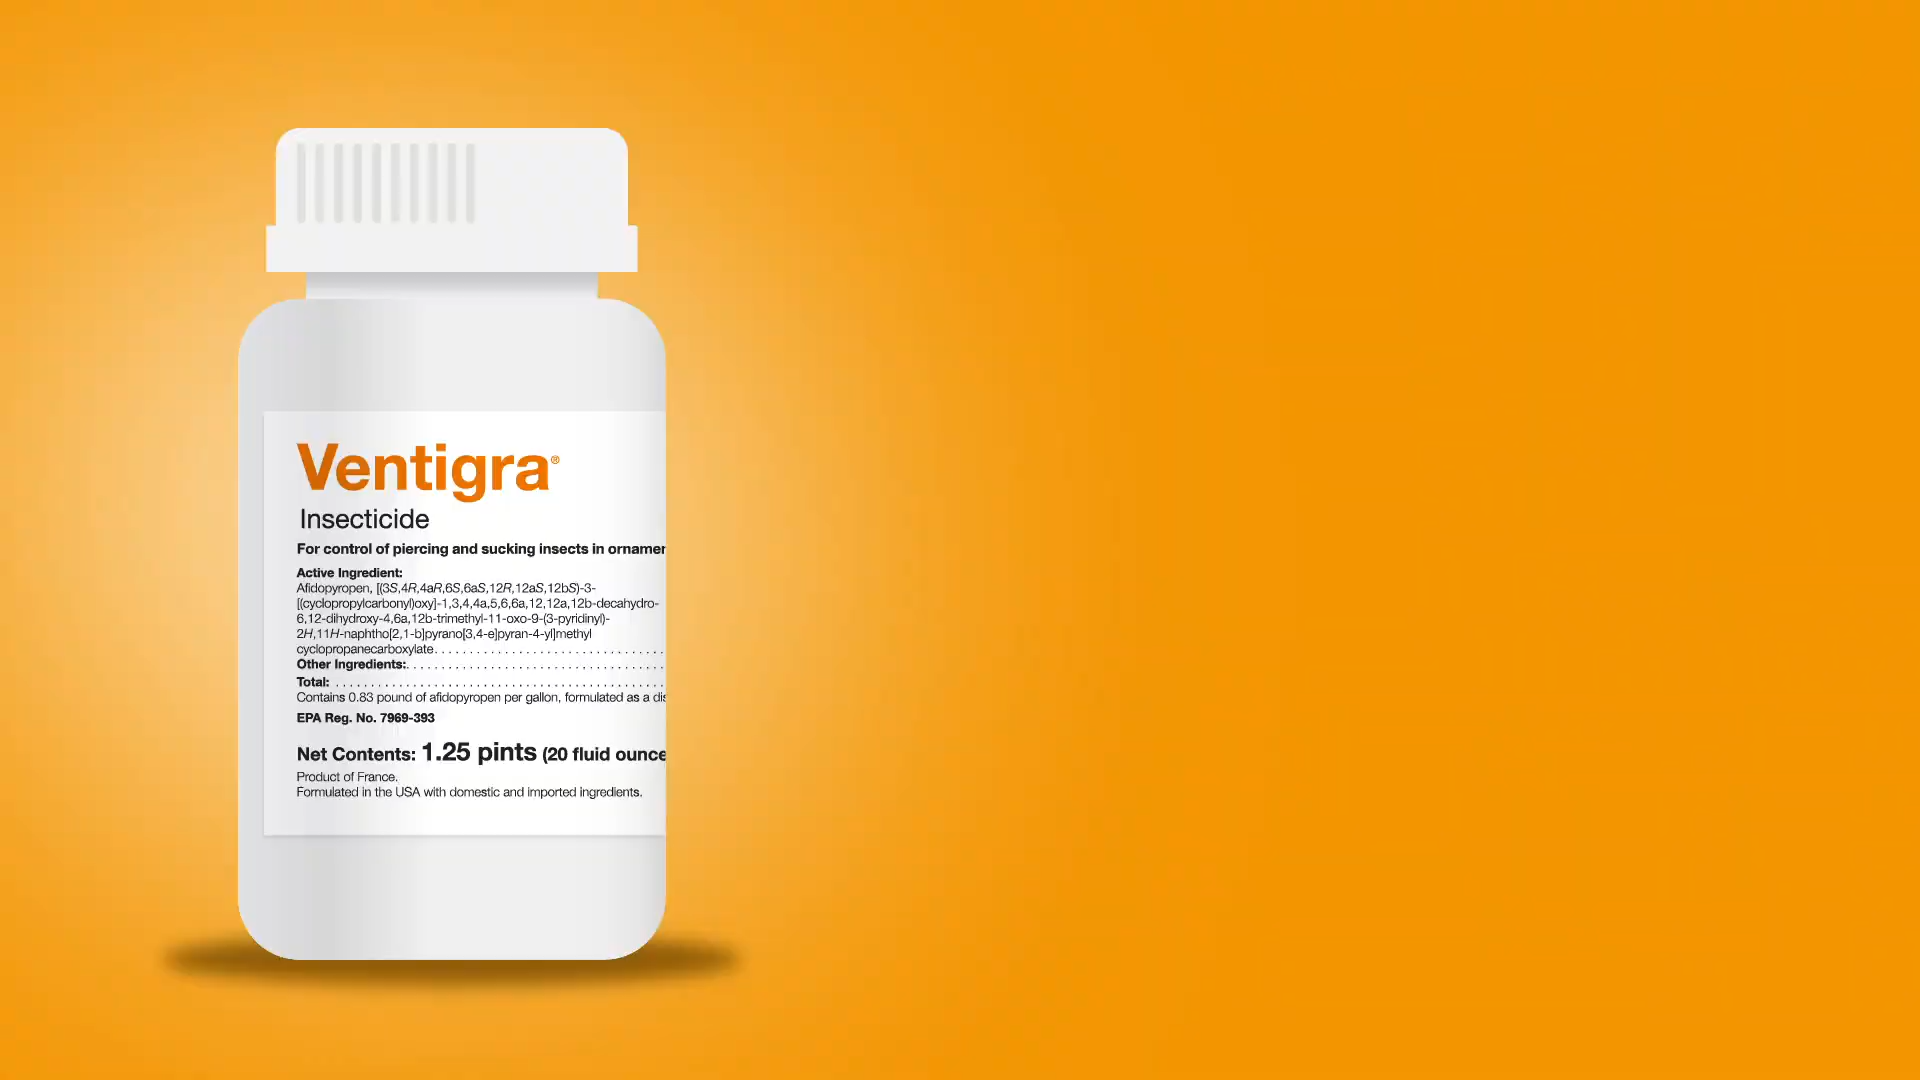 Ventigra®
Insecticide
For control of piercing and sucking insects in
Active Ingredient:
Afidopyropen, [(3S,4R,4aR,6S,6aS,12R,12aS,12bS)-3-
[(cyclopropylcarbonyl)oxy]-1,3,4,4a,5,6,6a,12,12a,12b-decahydro-
6,12-dihydroxy-4,6a,12b-trimethyl-11-oxo-9-(3-pyridinyl)-
2H,11H-naphtho[2,1-b]pyrano[3,4-e]pyran-4-yl]methyl
cyclopropanecarboxylate. . . . . . . . . . . . . . . . . . . . . . . . . . . . . . . . .
Other Ingredients:. . . . . . . . . . . . . . . . . . . . . . . . . . . . . . . . . . . . .
Total: . . . . . . . . . . . . . . . . . . . . . . . . . . . . . . . . . . . . . . . . . . . . . . .
Contains 0.83 pound of afidopyropen per gallon, formulated as a
EPA Reg. No. 7969-393
Net Contents: 1.25 pints (20 fluid
Product of France.
Formulated in the USA with domestic and imported ingredients.